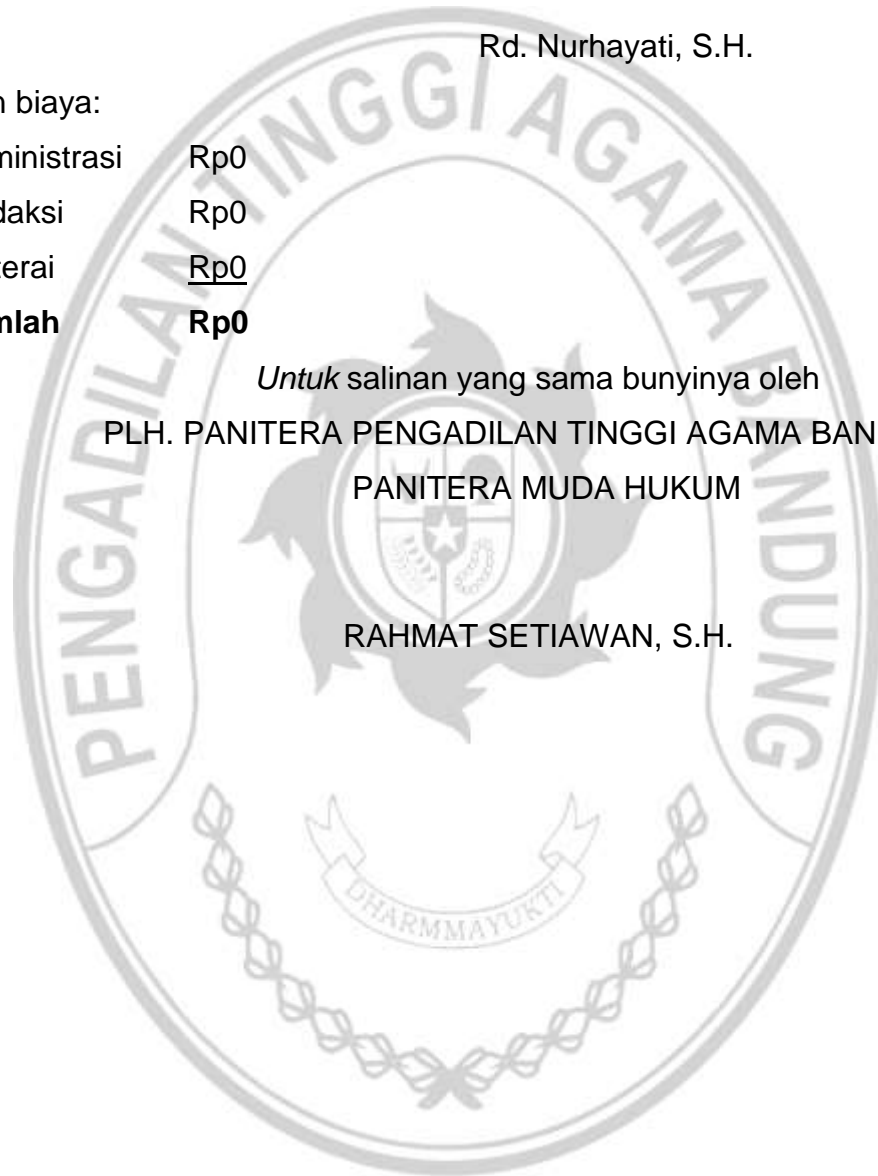 Rd. Nurhayati, S.H.
n biaya:
ministrasi Rp0
daksi Rp0
terai Rp0
mlah Rp0
Untuk salinan yang sama bunyinya oleh
PLH. PANITERA PENGADILAN TINGGI AGAMA BAN
PANITERA MUDA HUKUM
RAHMAT SETIAWAN, S.H.
PENGADILAN TINGGI AGAMA BANDUNG
DHARMMAYUKTI